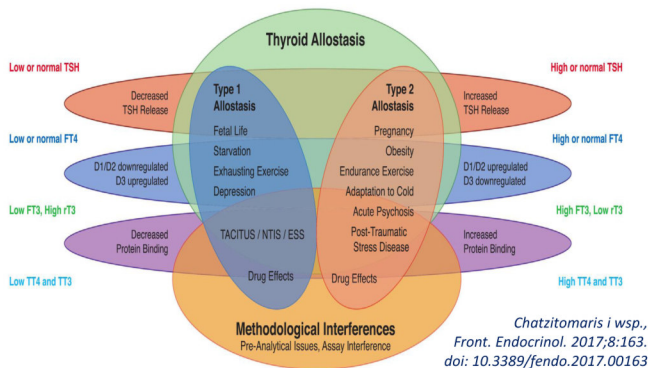 Thyroid Allostasis
Low or normal TSH
High or normal TSH
Decreased
TSH Release
Type 1
Allostasis
Type 2
Allostasis
Increased
TSH Release
Low or normal FT4
High or normal FT4
Fetal Life
Starvation
Exhausting Exercise
Depression
Pregnancy
Obesity
Endurance Exercise
Adaptation to Cold
Acute Psychosis
Post-Traumatic
Stress Disease
D1/D2 downregulated
D3 upregulated
D1/D2 upregulated
D3 downregulated
Low FT3, High rT3
High FT3, Low rT3
Decreased
Protein Binding
TACITUS / NTIS / ESS
Increased
Protein Binding
Low TT4 and TT3
Drug Effects
Drug Effects
High TT4 and TT3
Methodological Interferences
Pre-Analytical Issues, Assay Interference
Chatzitomaris i wsp.,
Front. Endocrinol. 2017;8:163.
doi: 10.3389/fendo.2017.00163